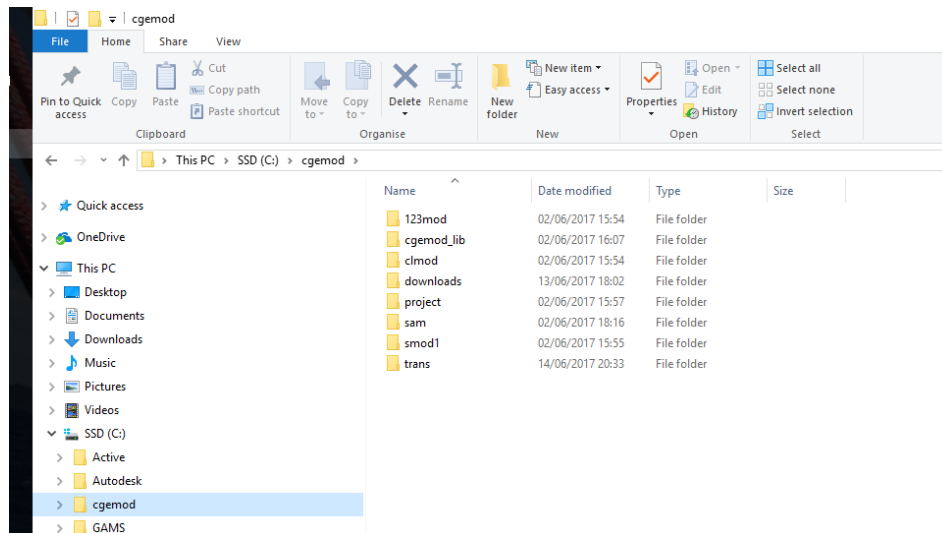 cgemod
File Home Share View
Pin to Quick access
Copy
Paste
Cut
Copy path
Paste shortcut
Clipboard
Move to
Copy to
Delete
Rename
Organise
New folder
New item
Easy access
New
Properties
Open
Edit
History
Open
Select all
Select none
Invert selection
Select
This PC > SSD (C:) > cgemod >
Quick access
OneDrive
This PC
Desktop
Documents
Downloads
Music
Pictures
Videos
SSD (C:)
Active
Autodesk
cgemod
GAMS
Name Date modified Type Size
123mod 02/06/2017 15:54 File folder
cgemod_lib 02/06/2017 16:07 File folder
clmod 02/06/2017 15:54 File folder
downloads 13/06/2017 18:02 File folder
project 02/06/2017 15:57 File folder
sam 02/06/2017 18:16 File folder
smod1 02/06/2017 15:55 File folder
trans 14/06/2017 20:33 File folder